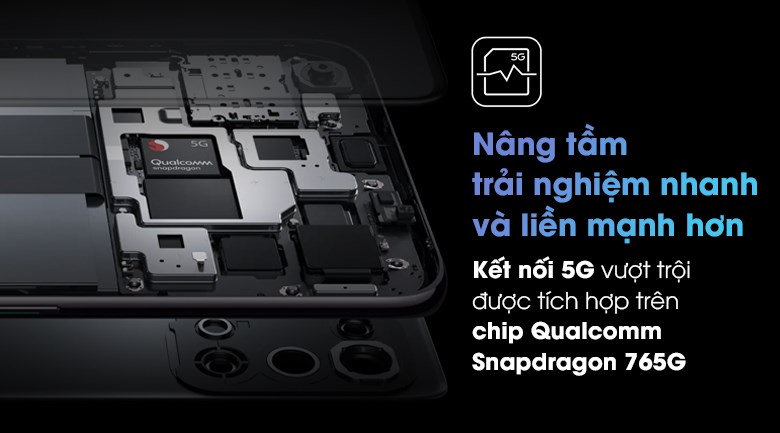 5G
Qualcomm
snapdragon
5G
Nâng tầm
trải nghiệm nhanh
và liền mạnh hơn
Kết nối 5G vượt trội
được tích hợp trên
chip Qualcomm
Snapdragon 765G